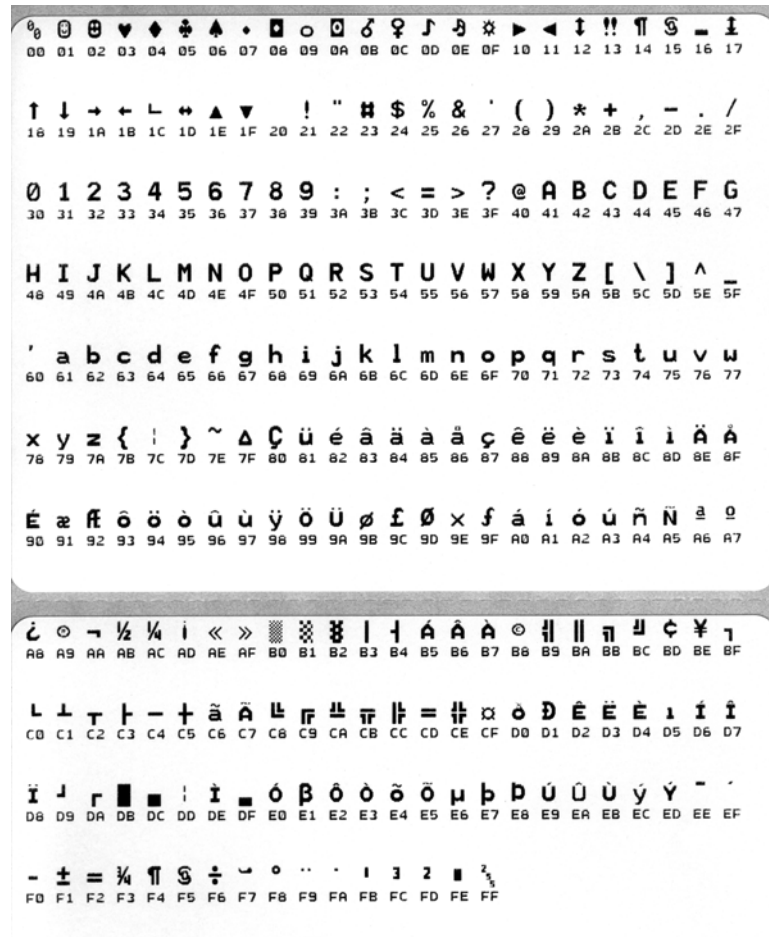 ⁰₀ ☺ ☻ ♥ ♦ ♣ ♠ • ◘ ○ ◙ ♂ ♀ ♪ ♫ ☼ ► ◄ ↕ ‼ ¶ § ▬ ↨
00 01 02 03 04 05 06 07 08 09 0A 0B 0C 0D 0E 0F 10 11 12 13 14 15 16 17
↑ ↓ → ← ∟ ↔ ▲ ▼ ! " # $ % & ' ( ) * + , - . /
18 19 1A 1B 1C 1D 1E 1F 20 21 22 23 24 25 26 27 28 29 2A 2B 2C 2D 2E 2F
0 1 2 3 4 5 6 7 8 9 : ; < = > ? @ A B C D E F G
30 31 32 33 34 35 36 37 38 39 3A 3B 3C 3D 3E 3F 40 41 42 43 44 45 46 47
H I J K L M N O P Q R S T U V W X Y Z [ \ ] ^ _
48 49 4A 4B 4C 4D 4E 4F 50 51 52 53 54 55 56 57 58 59 5A 5B 5C 5D 5E 5F
' a b c d e f g h i j k l m n o p q r s t u v w
60 61 62 63 64 65 66 67 68 69 6A 6B 6C 6D 6E 6F 70 71 72 73 74 75 76 77
x y z { ¦ } ~ Δ Ç ü é â ä à å ç ê ë è ï î ì Ä Å
78 79 7A 7B 7C 7D 7E 7F 80 81 82 83 84 85 86 87 88 89 8A 8B 8C 8D 8E 8F
É æ Æ ô ö ò û ù ÿ Ö Ü ø £ Ø × ƒ á í ó ú ñ Ñ ª º
90 91 92 93 94 95 96 97 98 99 9A 9B 9C 9D 9E 9F A0 A1 A2 A3 A4 A5 A6 A7
¿ ® ¬ ½ ¼ ¡ « » ░ ▒ ▓ │ ┤ Á Â À © ╣ ║ ╗ ╝ ¢ ¥ ┐
A8 A9 AA AB AC AD AE AF B0 B1 B2 B3 B4 B5 B6 B7 B8 B9 BA BB BC BD BE BF
└ ┴ ┬ ├ ─ ┼ ã Ã ╚ ╔ ╩ ╦ ╠ ═ ╬ ¤ ð Ð Ê Ë È ı Í Î
C0 C1 C2 C3 C4 C5 C6 C7 C8 C9 CA CB CC CD CE CF D0 D1 D2 D3 D4 D5 D6 D7
Ï ┘ ┌ █ ▄ ¦ Ì ▄ Ó β Ô Ò õ Õ µ þ Þ Ú Û Ù ý Ý ¯ ´
D8 D9 DA DB DC DD DE DF E0 E1 E2 E3 E4 E5 E6 E7 E8 E9 EA EB EC ED EE EF
- ± = ¾ ¶ § ÷ ¸ ° ¨ · ı 3 2 ■ ²⁵₅
F0 F1 F2 F3 F4 F5 F6 F7 F8 F9 FA FB FC FD FE FF